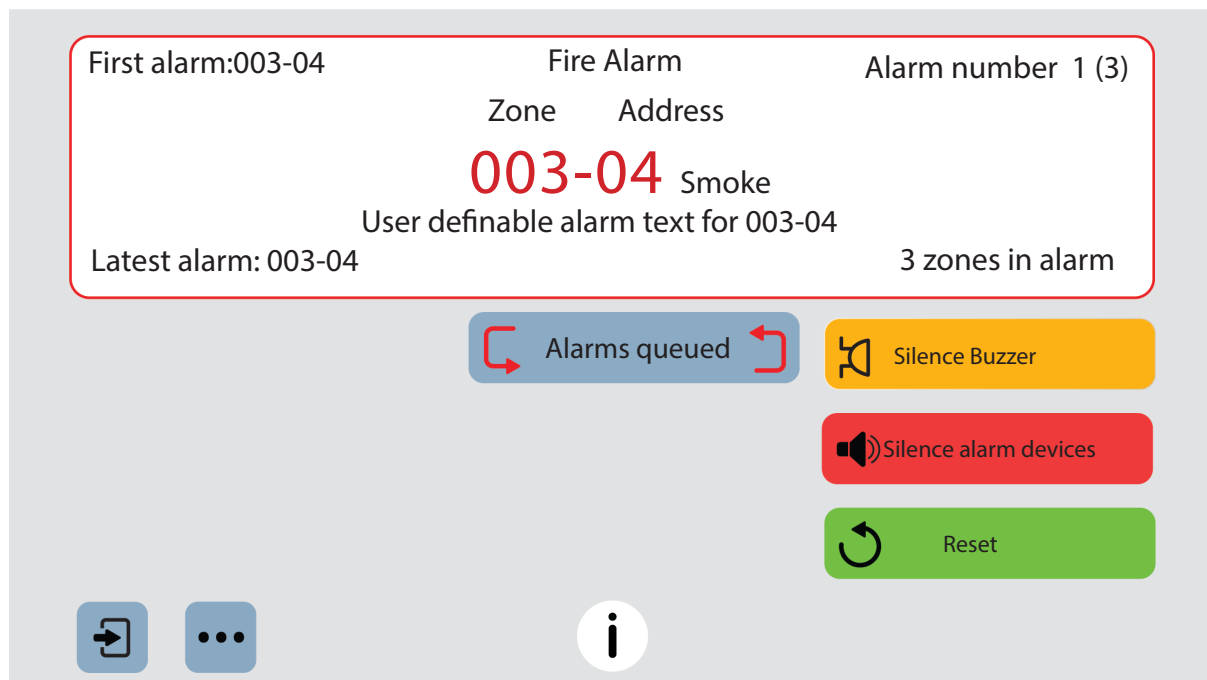 First alarm:003-04 Fire Alarm Alarm number 1 (3)
Zone Address
003-04 Smoke
User definable alarm text for 003-04
Latest alarm: 003-04 3 zones in alarm
Alarms queued
Silence Buzzer
Silence alarm devices
Reset
i